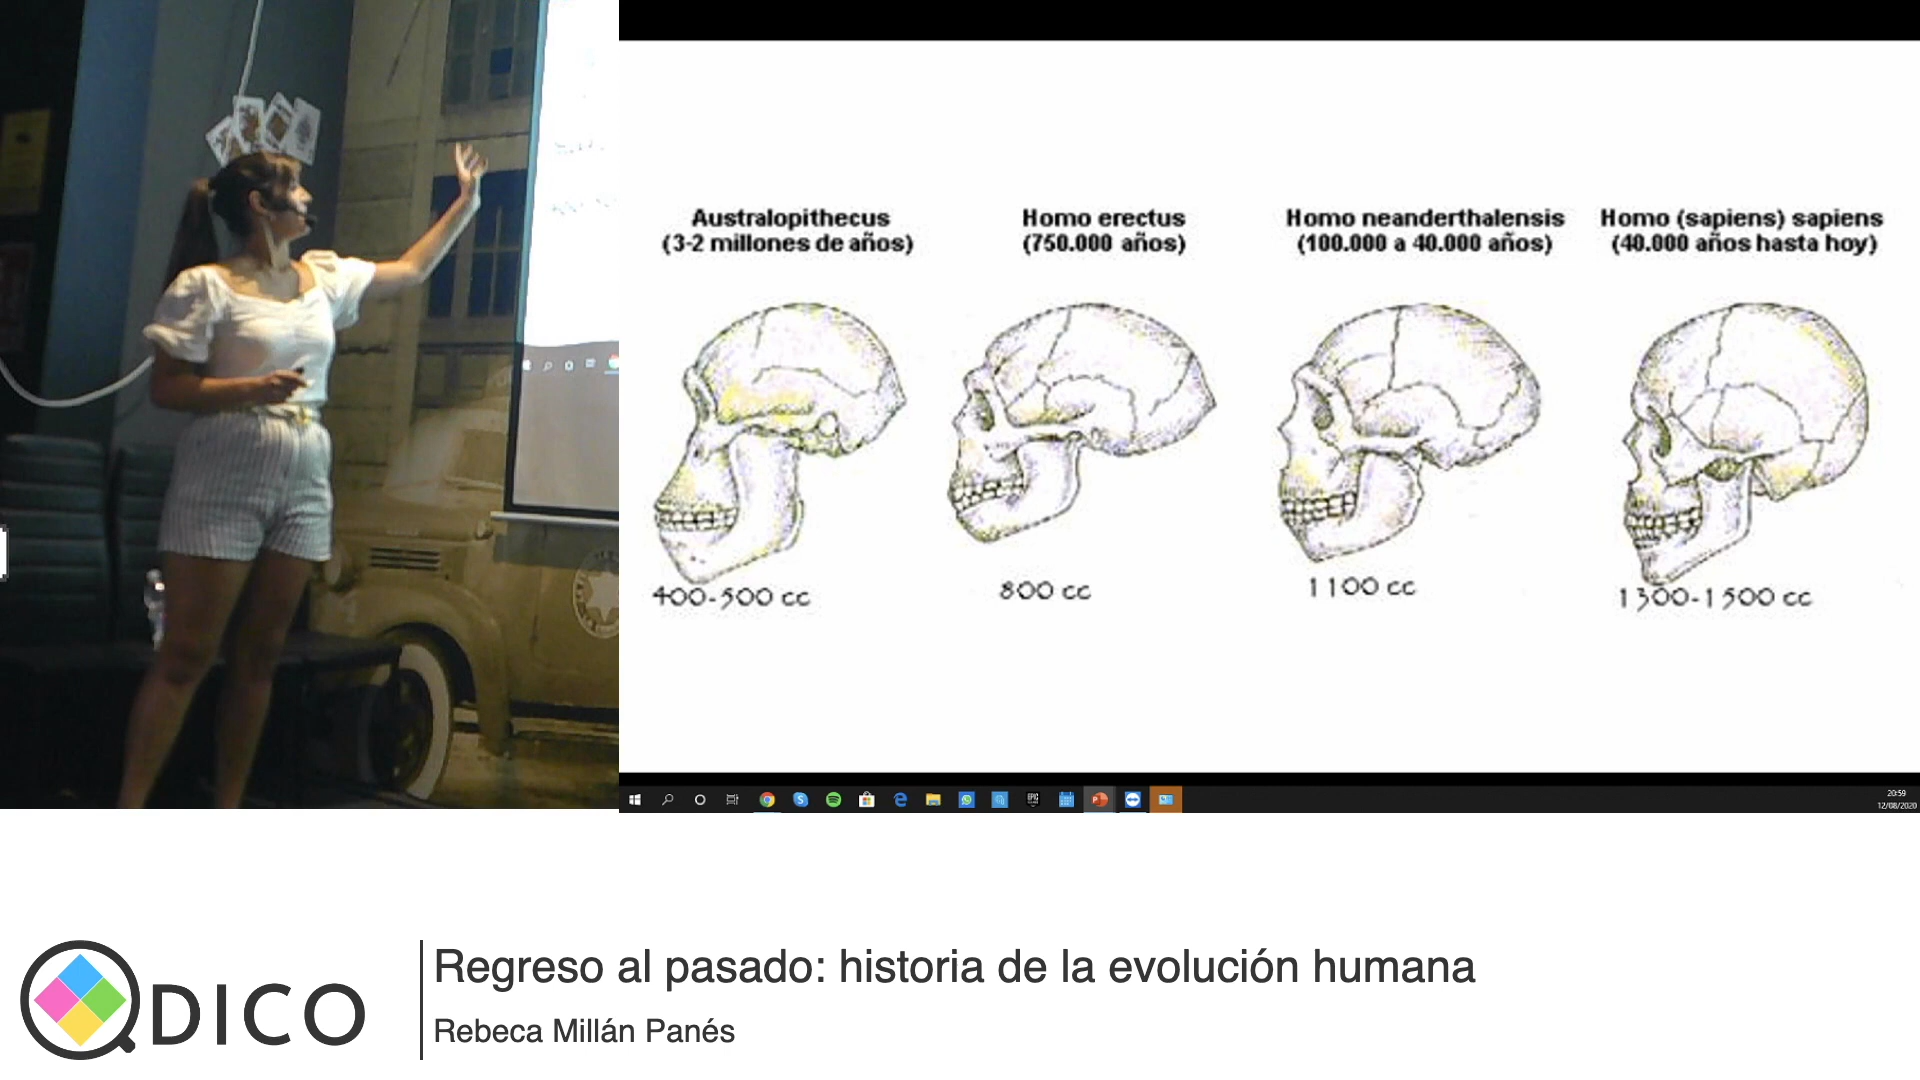 Australopithecus
(3-2 millones de años)
Homo erectus
(750.000 años)
Homo neanderthalensis
(100.000 a 40.000 años)
Homo (sapiens) sapiens
(40.000 años hasta hoy)
400-500 cc
800 cc
1100 cc
1300-1500 cc
20:59
12/08/2020
DICO
Regreso al pasado: historia de la evolución humana
Rebeca Millán Panés